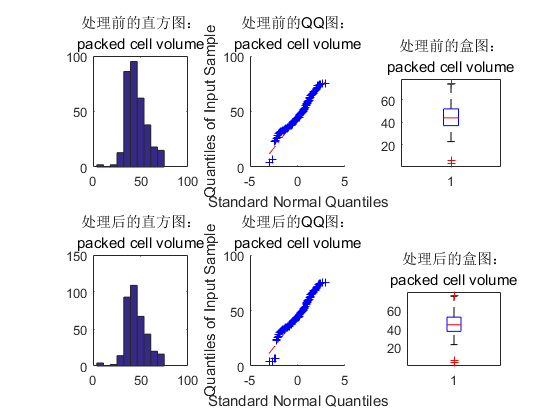 处理前的直方图：
packed cell volume
100
50
0
0
50
100
处理前的QQ图：
packed cell volume
Quantiles of Input Sample
100
50
0
-5
0
5
Standard Normal Quantiles
处理前的盒图：
packed cell volume
60
40
20
1
处理后的直方图：
packed cell volume
150
100
50
0
0
50
100
处理后的QQ图：
packed cell volume
Quantiles of Input Sample
100
50
0
-5
0
5
Standard Normal Quantiles
处理后的盒图：
packed cell volume
60
40
20
1